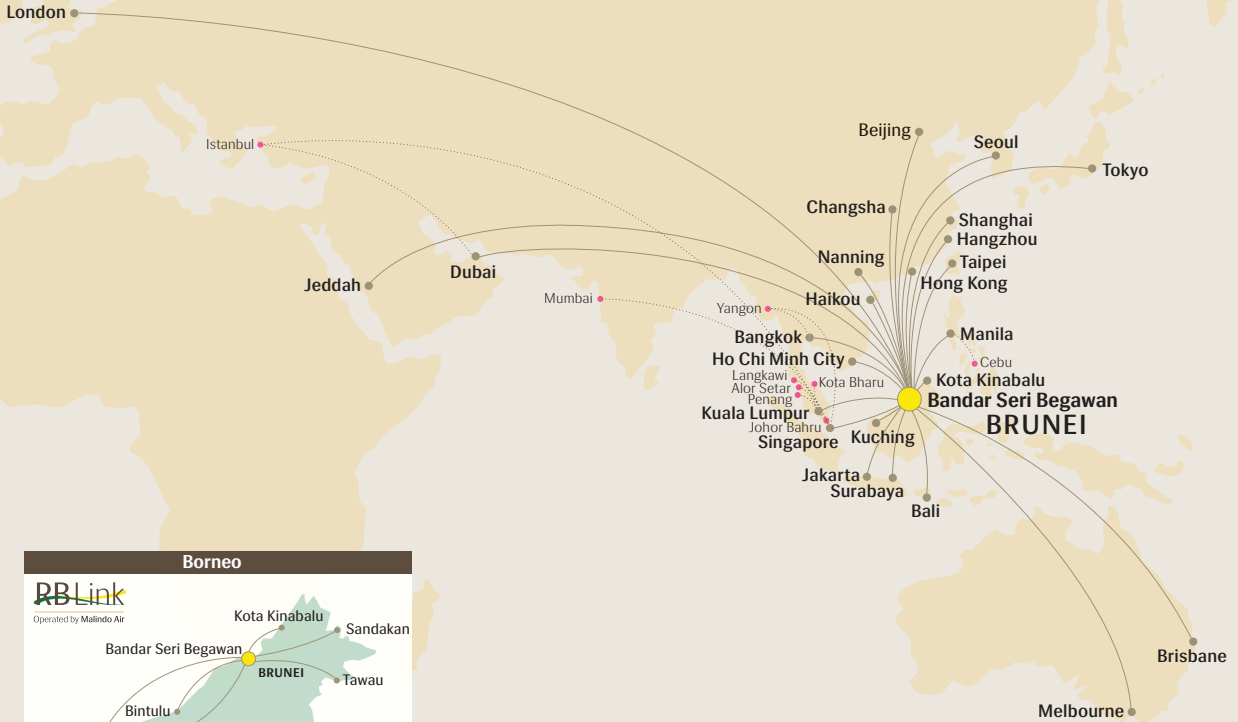 London
Istanbul
Beijing
Seoul
Tokyo
Changsha
Shanghai
Hangzhou
Nanning
Taipei
Dubai
Jeddah
Hong Kong
Mumbai
Haikou
Yangon
Bangkok
Manila
Ho Chi Minh City
Cebu
Langkawi
Kota Bharu
Kota Kinabalu
Alor Setar
Penang
Bandar Seri Begawan
Kuala Lumpur
BRUNEI
Johor Bahru
Singapore
Kuching
Jakarta
Surabaya
Bali
Brisbane
Melbourne
Borneo
RBLink
Operated by Malindo Air
Kota Kinabalu
Sandakan
Bandar Seri Begawan
BRUNEI
Tawau
Bintulu